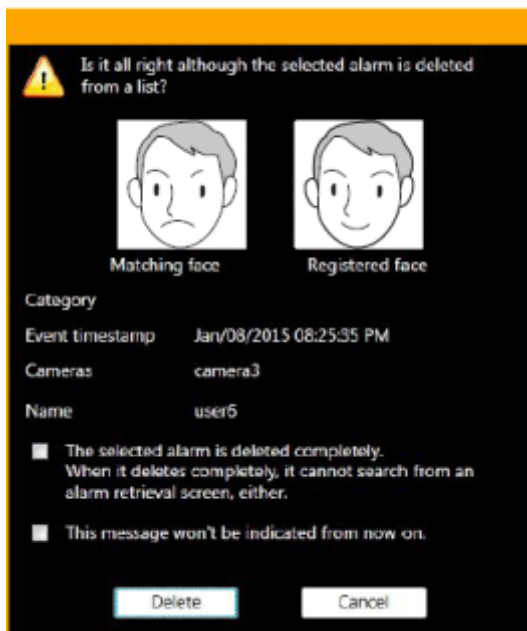 Is it all right although the selected alarm is deleted
from a list?
Matching face
Registered face
Category
Event timestamp Jan/08/2015 08:25:35 PM
Cameras camera3
Name user6
The selected alarm is deleted completely.
When it deletes completely, it cannot search from an
alarm retrieval screen, either.
This message won't be indicated from now on.
Delete
Cancel